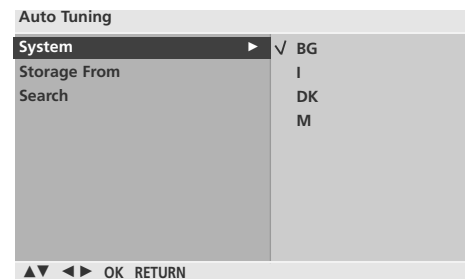 Auto Tuning
System ► √ BG
Storage From I
Search DK
M
▲▼ ◄► OK RETURN